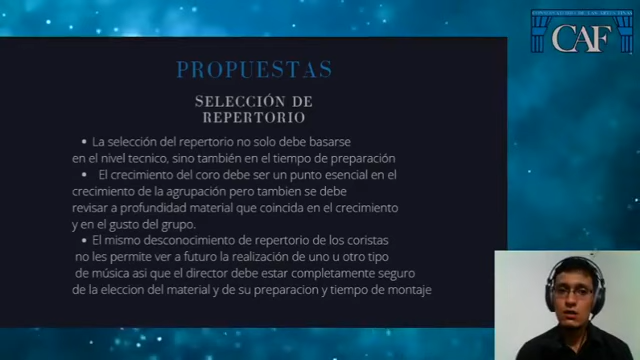 CAF
PROPUESTAS
SELECCIÓN DE
REPERTORIO
• La selección del repertorio no solo debe basarse
en el nivel tecnico, sino también en el tiempo de preparación
• El crecimiento del coro debe ser un punto esencial en el
crecimiento de la agrupación pero tambien se debe
revisar a profundidad material que coincida en el crecimiento
y en el gusto del grupo.
• El mismo desconocimiento de repertorio de los coristas
no les permite ver a futuro la realización de uno u otro tipo
de música asi que el director debe estar completamente seguro
de la eleccion del material y de su preparacion y tiempo de montaje